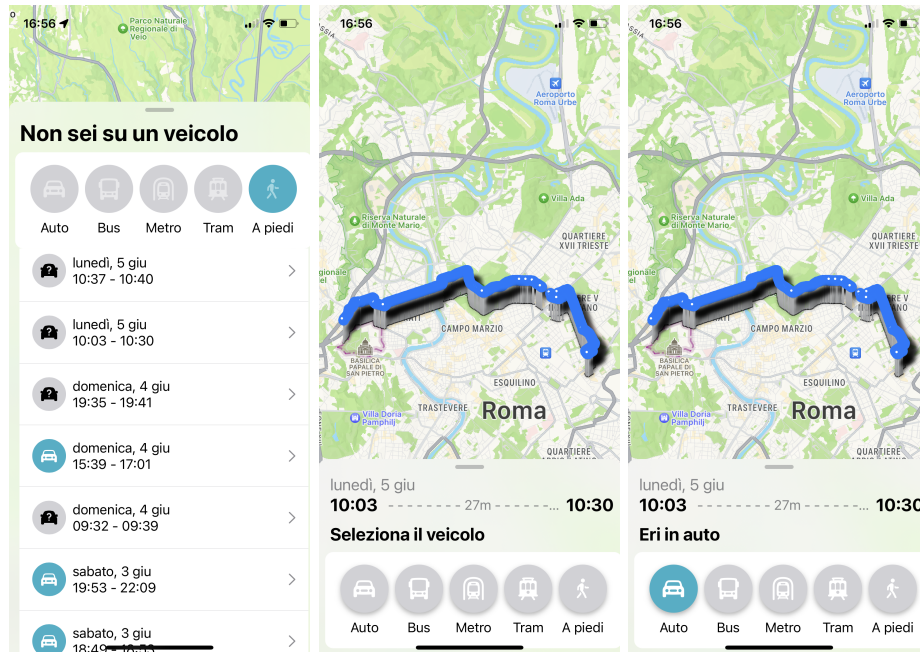 16:56
Parco Naturale
Regionale di
Veio
Non sei su un veicolo
Auto
Bus
Metro
Tram
A piedi
lunedì, 5 giu
10:37 - 10:40
lunedì, 5 giu
10:03 - 10:30
domenica, 4 giu
19:35 - 19:41
domenica, 4 giu
15:39 - 17:01
domenica, 4 giu
09:32 - 09:39
sabato, 3 giu
19:53 - 22:09
sabato, 3 giu
16:56
Aeroporto
Roma Urbe
Villa Ada
Riserva Naturale
di Monte Mario
QUARTIERE
XVII TRIESTE
gionale
CAMPO MARZIO
BASILICA
PAPALE DI
SAN PIETRO
ESQUILINO
TRASTEVERE
Roma
Villa Doria
Pamphilj
QUARTIERE
lunedì, 5 giu
10:03
27m
10:30
Seleziona il veicolo
Auto
Bus
Metro
Tram
A piedi
16:56
Aeroporto
Roma Urbe
Villa Ada
Riserva Naturale
di Monte Mario
QUARTIERE
XVII TRIESTE
gionale
el
CAMPO MARZIO
BASILICA
PAPALE DI
SAN PIETRO
ESQUILINO
TRASTEVERE
Roma
Villa Doria
Pamphilj
QUARTIERE
lunedì, 5 giu
10:03
27m
10:30
Eri in auto
Auto
Bus
Metro
Tram
A piedi